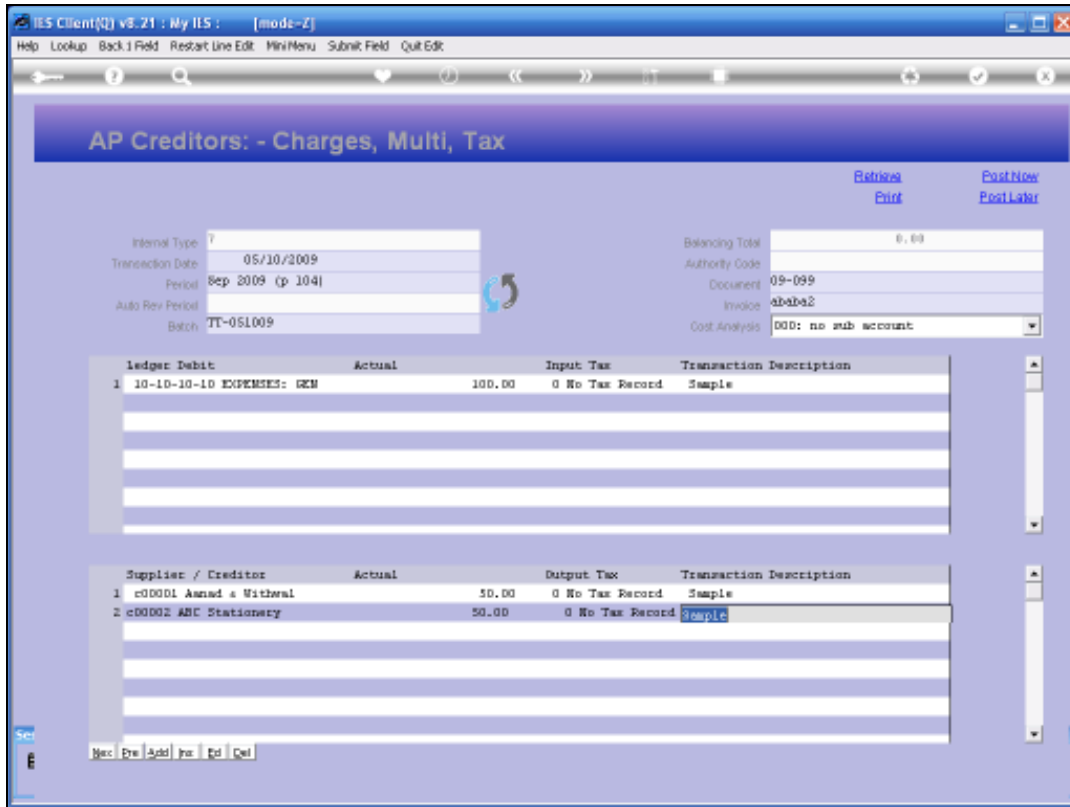 IES Client(Q) v8.21 : My IES : [mode-Z]
Help Lookup Back 1 Field Restart Line Edit MiniMenu Submit Field Quit Edit
AP Creditors: - Charges, Multi, Tax
Retrieve Post Now
Print Post Later
Internal Type 7 Balancing Total 0.00
Transaction Date 05/10/2009 Authority Code
Period Sep 2009 (p 104) Document 09-099
Auto Rev Period Invoice ababa2
Batch TT-051009 Cost Analysis 000: no sub account
Ledger Debit Actual Input Tax Transaction Description
1 10-10-10-10 EXPENSES: GEN 100.00 0 No Tax Record Sample
Supplier / Creditor Actual Output Tax Transaction Description
1 c00001 Aanad & Withwal 50.00 0 No Tax Record Sample
2 c00002 ABC Stationery 50.00 0 No Tax Record Sample
Nex Pre Add Ins Ed Del